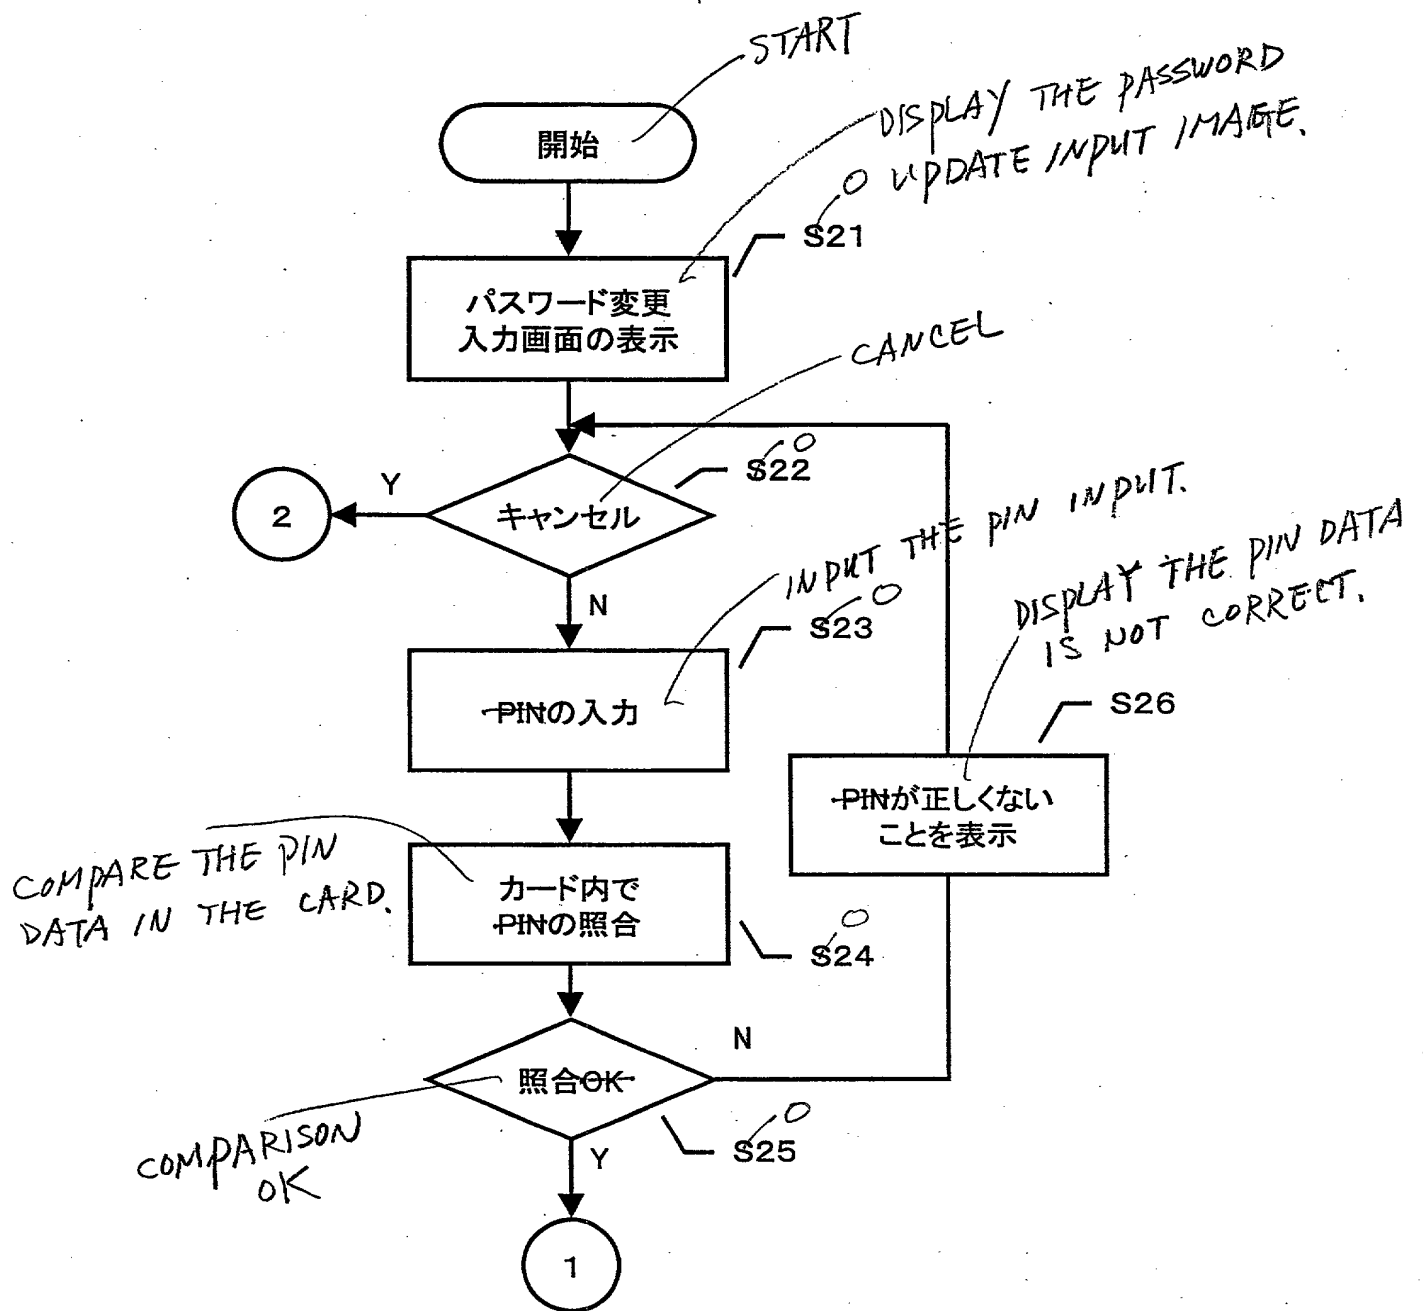 START
開始
DISPLAY THE PASSWORD
UPDATE INPUT IMAGE.
S21
パスワード変更
入力画面の表示
CANCEL
S22
Y
2
キャンセル
N
INPUT THE PIN INPUT.
S23
PINの入力
DISPLAY THE PIN DATA
IS NOT CORRECT.
S26
PINが正しくない
ことを表示
COMPARE THE PIN
DATA IN THE CARD.
カード内で
PINの照合
S24
N
照合OK
COMPARISON
OK
S25
Y
1